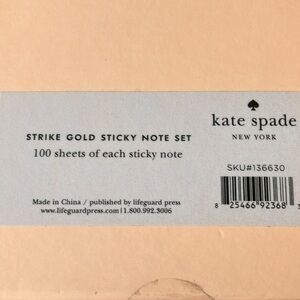 kate spade
NEW YORK
STRIKE GOLD STICKY NOTE SET
100 sheets of each sticky note
SKU#136630
Made in China / published by lifeguard press
www.lifeguardpress.com | 1.800.992.3006
8 25466 92368 3